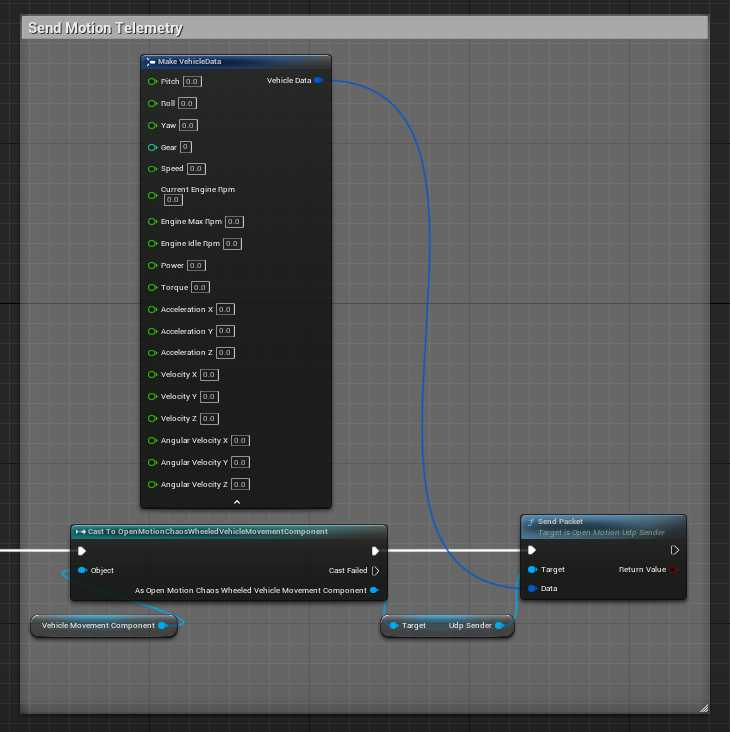 Send Motion Telemetry
Make VehicleData
Pitch 0.0 Vehicle Data
Roll 0.0
Yaw 0.0
Gear 0
Speed 0.0
Current Engine Rpm
0.0
Engine Max Rpm 0.0
Engine Idle Rpm 0.0
Power 0.0
Torque 0.0
Acceleration X 0.0
Acceleration Y 0.0
Acceleration Z 0.0
Velocity X 0.0
Velocity Y 0.0
Velocity Z 0.0
Angular Velocity X 0.0
Angular Velocity Y 0.0
Angular Velocity Z 0.0
Cast To OpenMotionChaosWheeledVehicleMovementComponent
Object Cast Failed
As Open Motion Chaos Wheeled Vehicle Movement Component
Vehicle Movement Component
Target Udp Sender
f Send Packet
Target is Open Motion Udp Sender
Target Return Value
Data